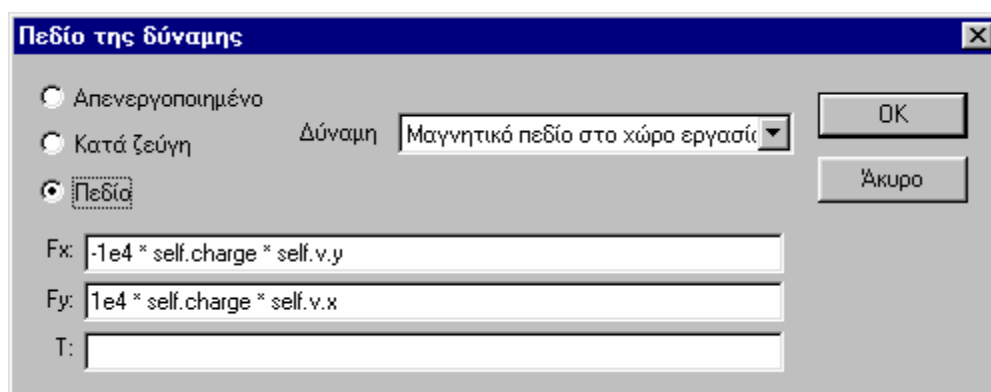 Πεδίο της δύναμης
Απενεργοποιημένο
Κατά ζεύγη
Πεδίο
Δύναμη Μαγνητικό πεδίο στο χώρο εργασίο
OK
Άκυρο
Fx: -1e4 * self.charge * self.v.y
Fy: 1e4 * self.charge * self.v.x
T: